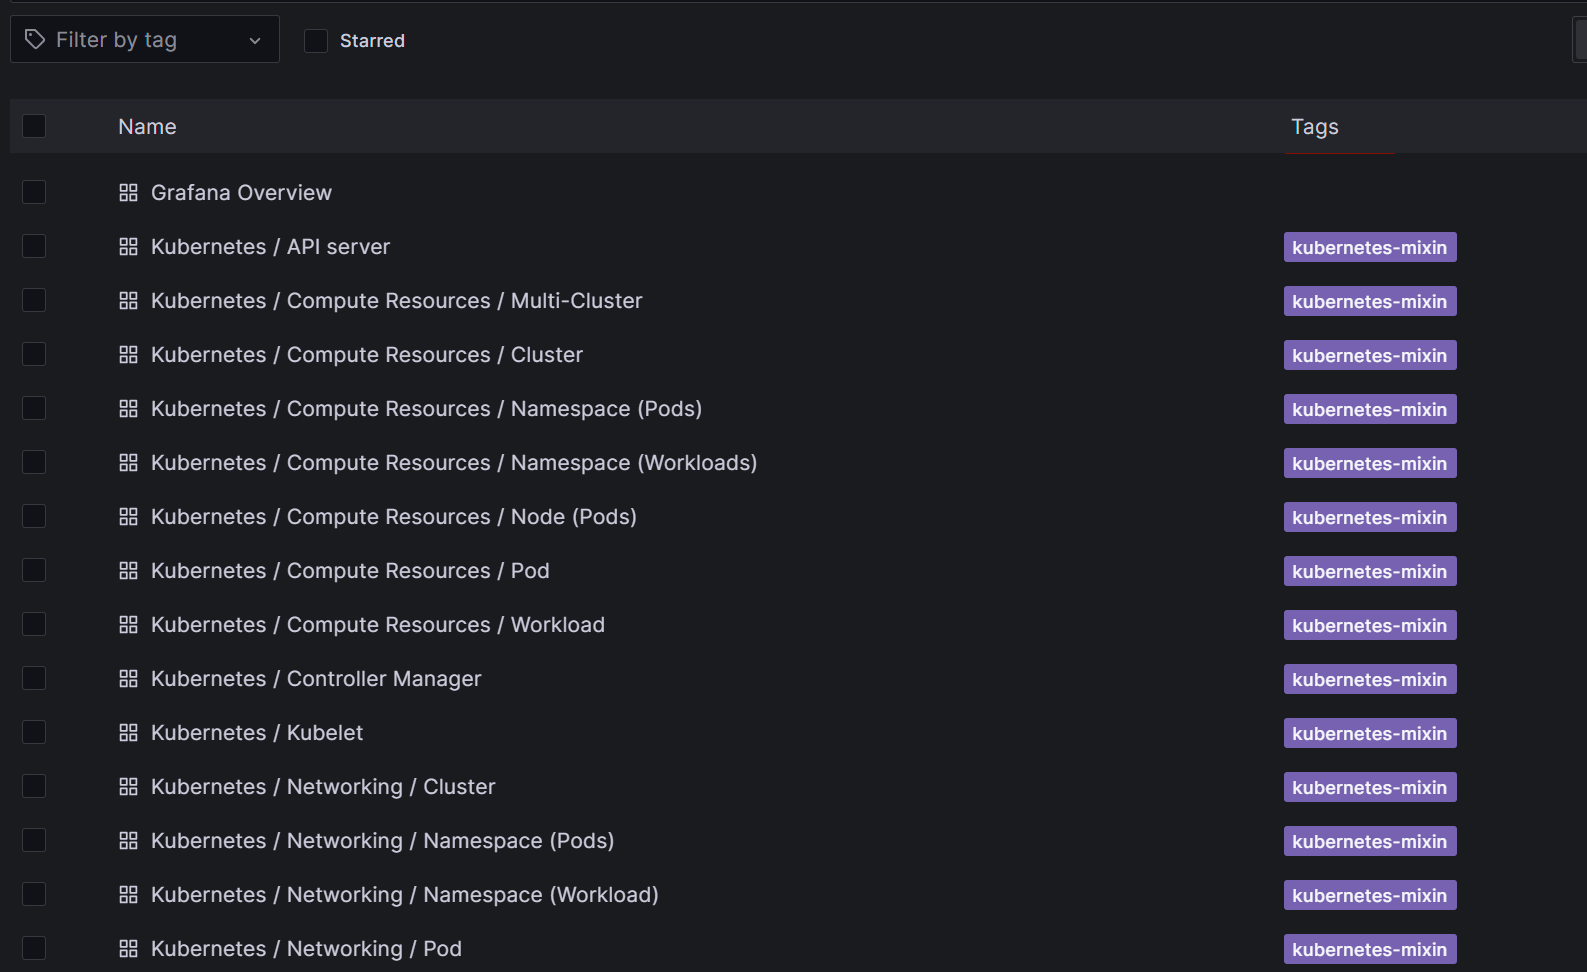 Filter by tag
Starred
Name Tags
Grafana Overview
Kubernetes / API server kubernetes-mixin
Kubernetes / Compute Resources / Multi-Cluster kubernetes-mixin
Kubernetes / Compute Resources / Cluster kubernetes-mixin
Kubernetes / Compute Resources / Namespace (Pods) kubernetes-mixin
Kubernetes / Compute Resources / Namespace (Workloads) kubernetes-mixin
Kubernetes / Compute Resources / Node (Pods) kubernetes-mixin
Kubernetes / Compute Resources / Pod kubernetes-mixin
Kubernetes / Compute Resources / Workload kubernetes-mixin
Kubernetes / Controller Manager kubernetes-mixin
Kubernetes / Kubelet kubernetes-mixin
Kubernetes / Networking / Cluster kubernetes-mixin
Kubernetes / Networking / Namespace (Pods) kubernetes-mixin
Kubernetes / Networking / Namespace (Workload) kubernetes-mixin
Kubernetes / Networking / Pod kubernetes-mixin